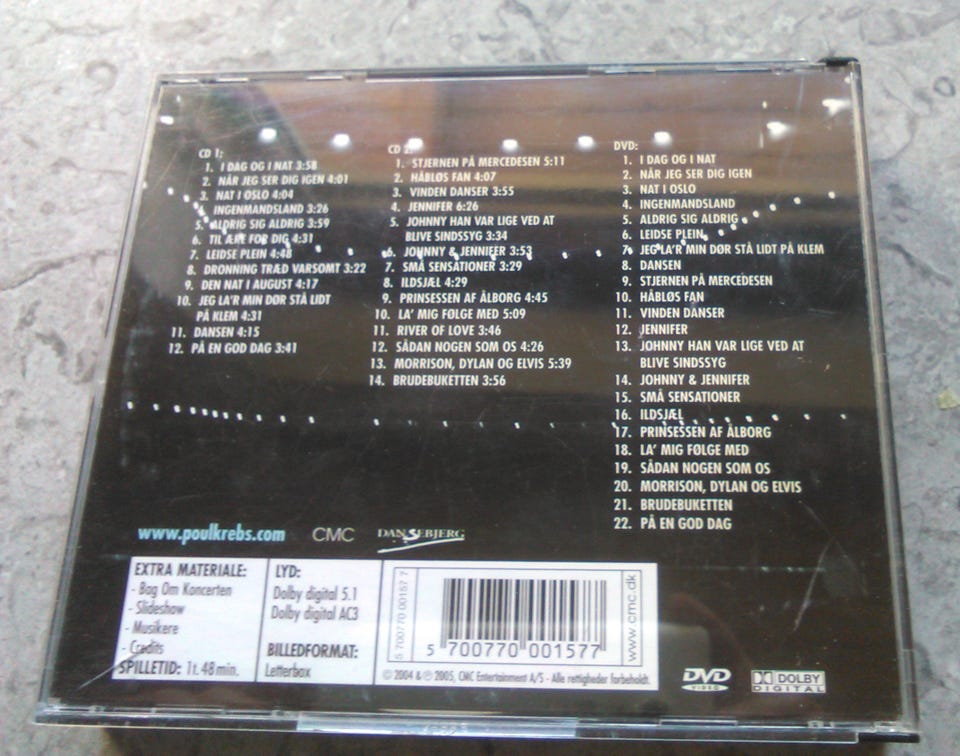 CD 1:
1. I DAG OG I NAT 3:58
2. NÅR JEG SER DIG IGEN 4:01
3. NAT I OSLO 4:04
INGENMANDSLAND 3:26
5. ALDRIG SIG ALDRIG 3:59
6. TIL ÆRE FOR DIG 4:31
7. LEIDSE PLEIN 4:48
8. DRONNING TRÆD VARSOMT 3:22
9. DEN NAT I AUGUST 4:17
10. JEG LA'R MIN DØR STÅ LIDT
PÅ KLEM 4:31
11. DANSEN 4:15
12. PÅ EN GOD DAG 3:41
CD 2:
1. STJERNEN PÅ MERCEDESEN 5:11
2. HÅBLØS FAN 4:07
3. VINDEN DANSER 3:55
4. JENNIFER 6:26
5. JOHNNY HAN VAR LIGE VED AT
BLIVE SINDSSYG 3:34
6. JOHNNY & JENNIFER 3:53
7. SMÅ SENSATIONER 3:29
8. ILDSJÆL 4:29
9. PRINSESSEN AF ÅLBORG 4:45
10. LA' MIG FØLGE MED 5:09
11. RIVER OF LOVE 3:46
12. SÅDAN NOGEN SOM OS 4:26
13. MORRISON, DYLAN OG ELVIS 5:39
14. BRUDEBUKETTEN 3:56
DVD:
1. I DAG OG I NAT
2. NÅR JEG SER DIG IGEN
3. NAT I OSLO
4. INGENMANDSLAND
5. ALDRIG SIG ALDRIG
6. LEIDSE PLEIN
7. JEG LA'R MIN DØR STÅ LIDT PÅ KLEM
8. DANSEN
9. STJERNEN PÅ MERCEDESEN
10. HÅBLØS FAN
11. VINDEN DANSER
12. JENNIFER
13. JOHNNY HAN VAR LIGE VED AT
BLIVE SINDSSYG
14. JOHNNY & JENNIFER
15. SMÅ SENSATIONER
16. ILDSJÆL
17. PRINSESSEN AF ÅLBORG
18. LA' MIG FØLGE MED
19. SÅDAN NOGEN SOM OS
20. MORRISON, DYLAN OG ELVIS
21. BRUDEBUKETTEN
22. PÅ EN GOD DAG
www.poulkrebs.com
CMC
DANSEBJERG
EXTRA MATERIALE:
- Bag Om Koncerten
- Slideshow
- Musikere
- Credits
SPILLETID: 1t. 48 min.
LYD:
Dolby digital 5.1
Dolby digital AC3
BILLEDFORMAT:
Letterbox
5 700770 00157 7
5 700770 001577
www.cmc.dk
© 2004 & ℗ 2005, CMC Entertainment A/S - Alle rettigheder forbeholdt.
DVD
VIDEO
DOLBY
DIGITAL